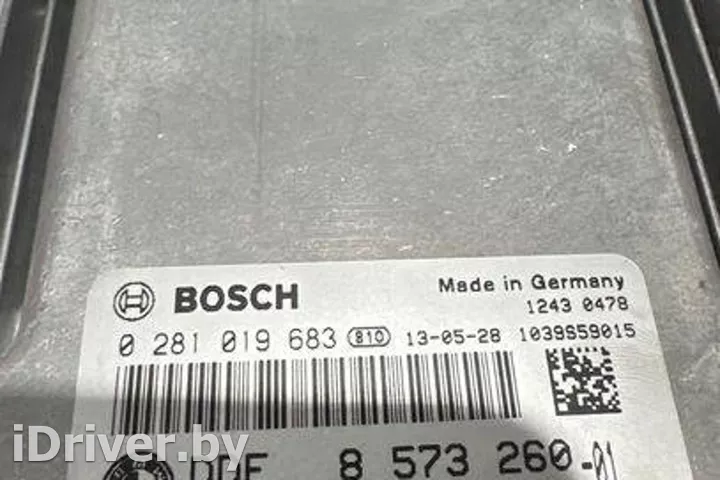 BOSCH
Made in Germany
1243 0478
0 281 019 683 810 13-05-28 1039S59015
DDE 8 573 260-01
iDriver.by